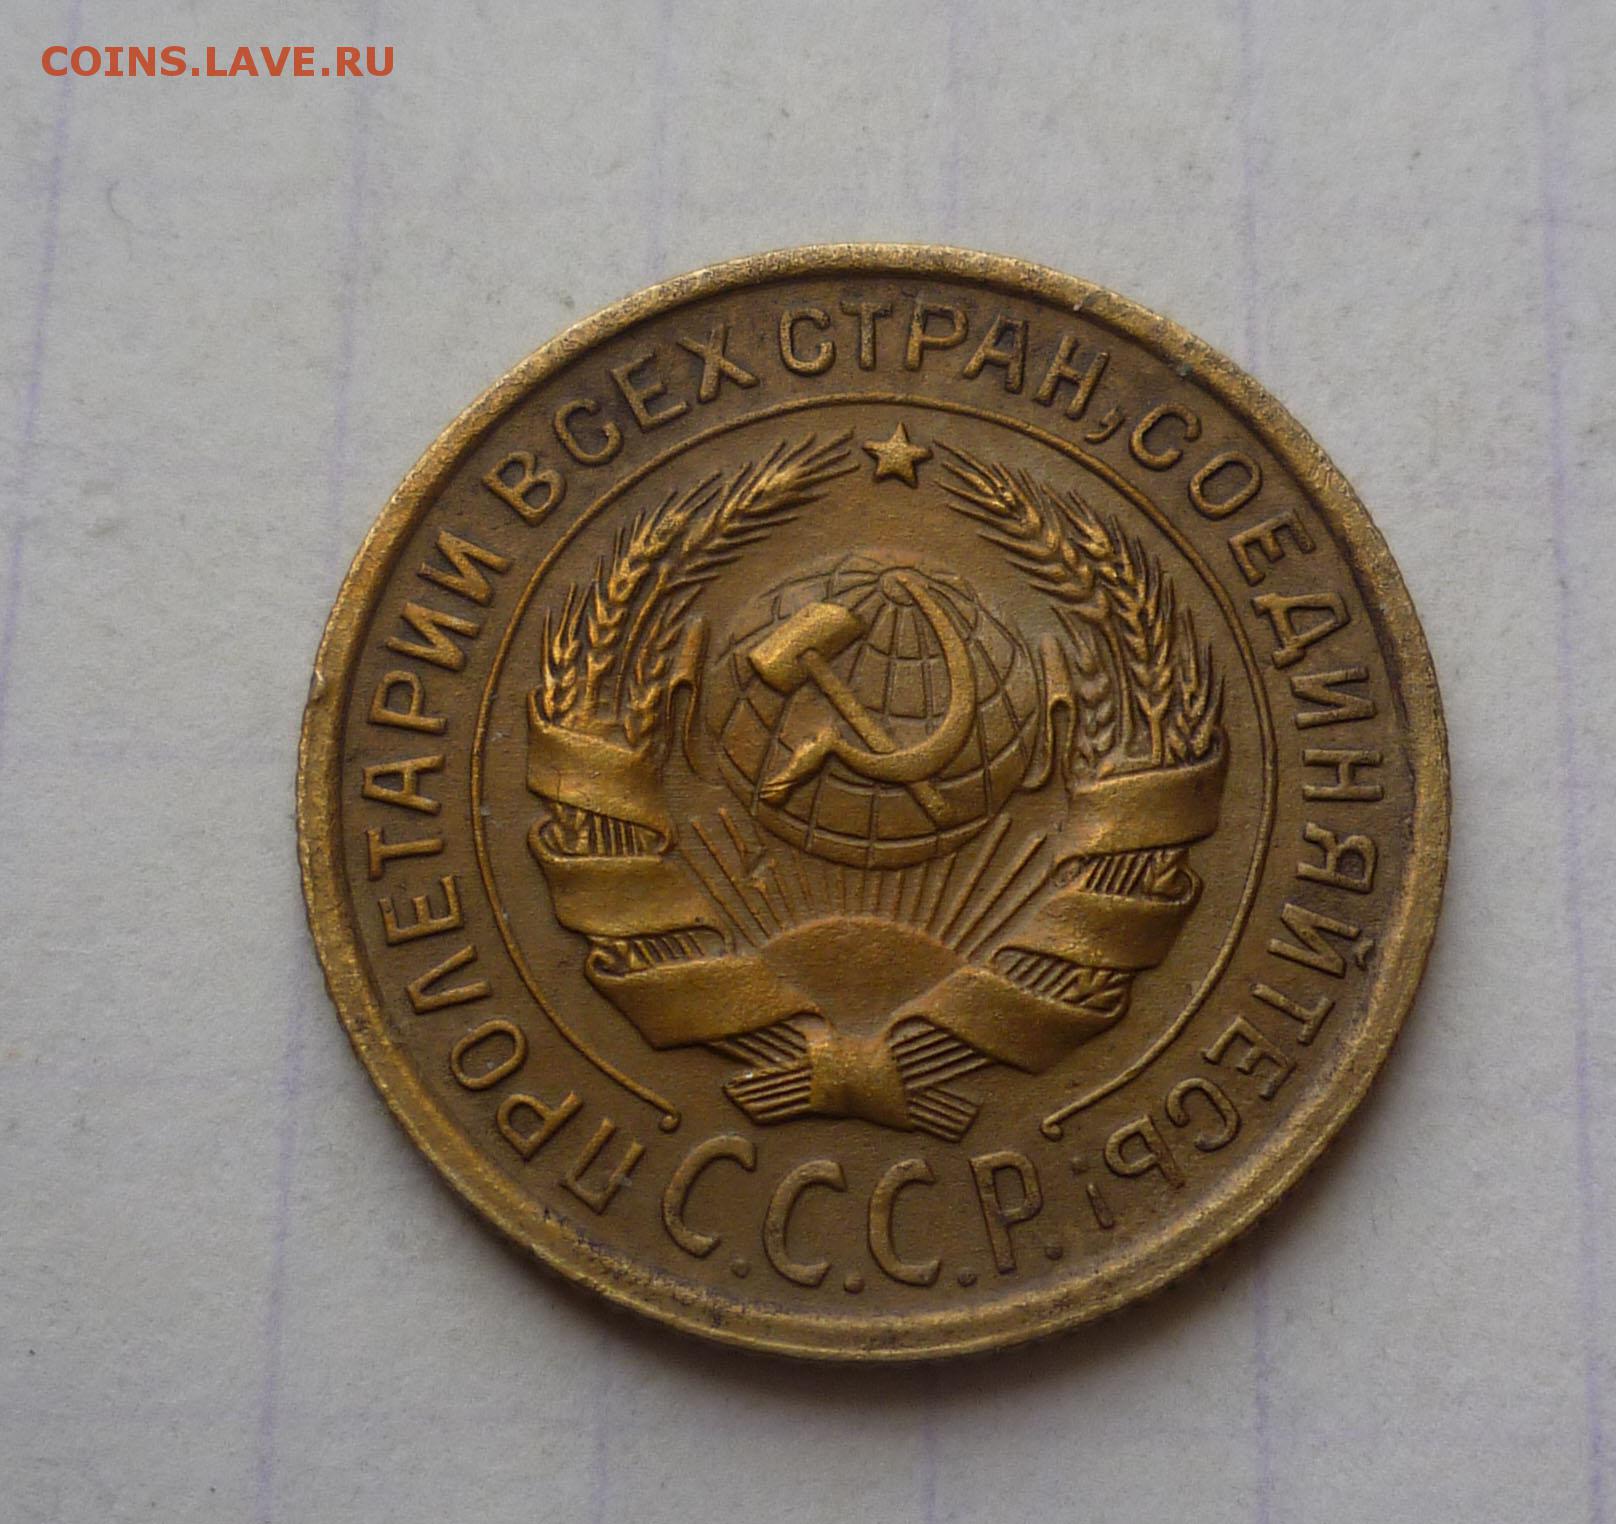 COINS.LAVE.RU
ПРОЛЕТАРИИ ВСЕХ СТРАН, СОЕДИНЯЙТЕСЬ!
С.С.С.Р.